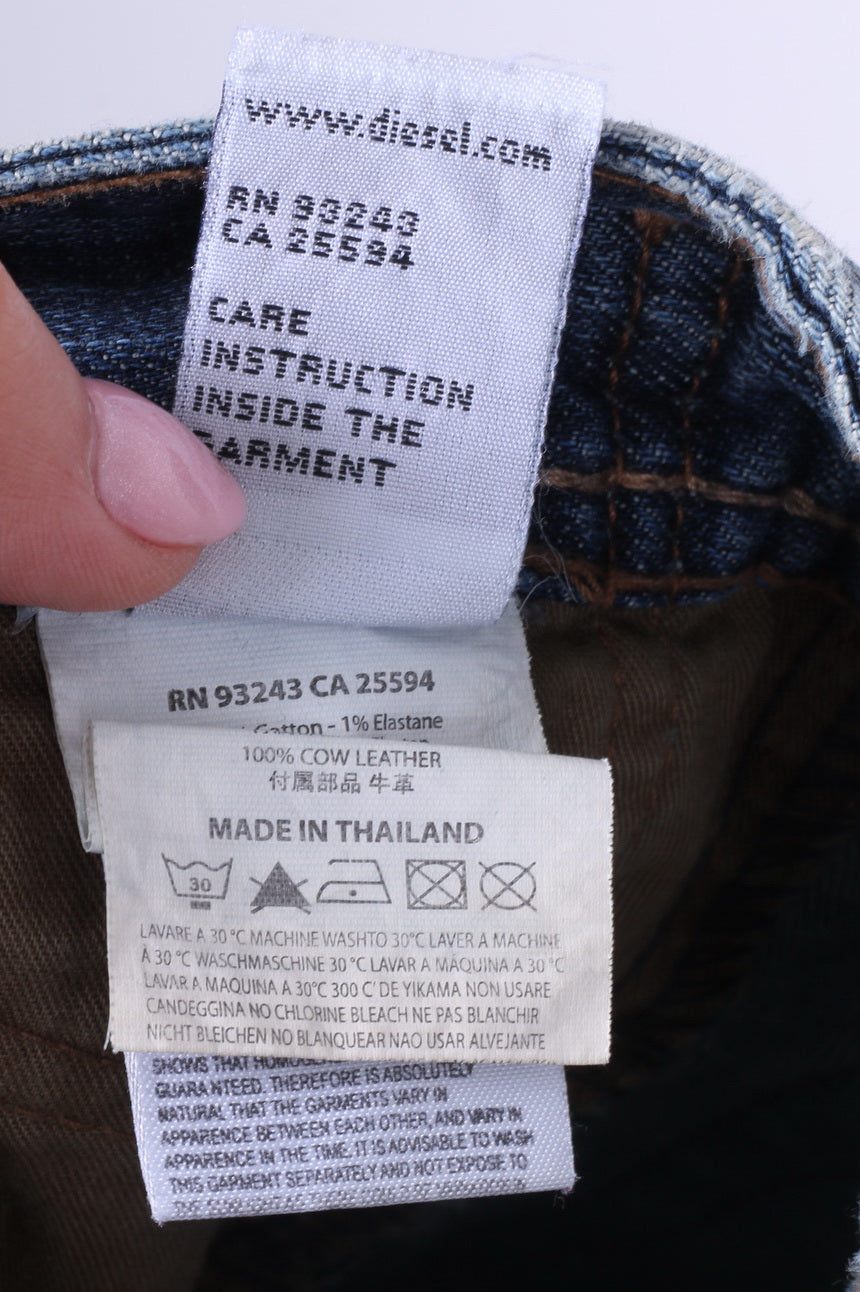 www.diesel.com
RN 93243
CA 25594
CARE
INSTRUCTION
INSIDE THE
GARMENT
RN 93243 CA 25594
Cotton - 1% Elastane
100% COW LEATHER
付属部品 牛革
MADE IN THAILAND
30
LAVARE A 30 °C MACHINE WASHTO 30°C LAVER A MACHINE
À 30 °C WASCHMASCHINE 30 °C LAVAR A MÁQUINA A 30 °C
LAVAR A MAQUINA A 30°C 300 C' DE YIKAMA NON USARE
CANDEGGINA NO CHLORINE BLEACH NE PAS BLANCHIR
NICHT BLEICHEN NO BLANQUEAR NAO USAR ALVEJANTE
SHOWS THAT
GUARANTEED. THEREFORE IS ABSOLUTELY
NATURAL THAT THE GARMENTS VARY IN
APPARENCE BETWEEN EACH OTHER, AND VARY IN
APPARENCE IN THE TIME. IT IS ADVISABLE TO WASH
THIS GARMENT SEPARATELY AND NOT EXPOSE TO